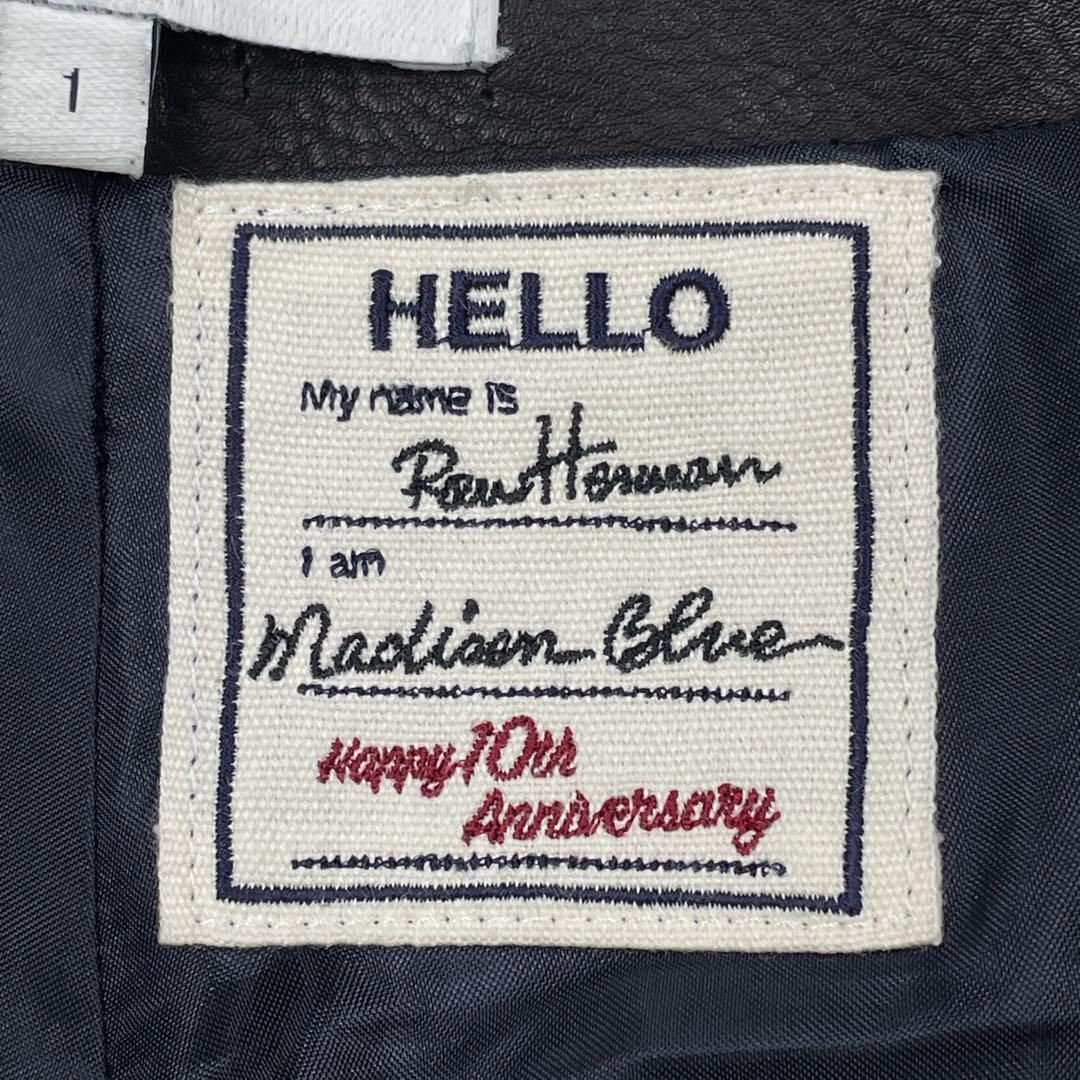 1
HELLO
My name is
Ron Herman
I am
Madison Blue
Happy 10th
Anniversary